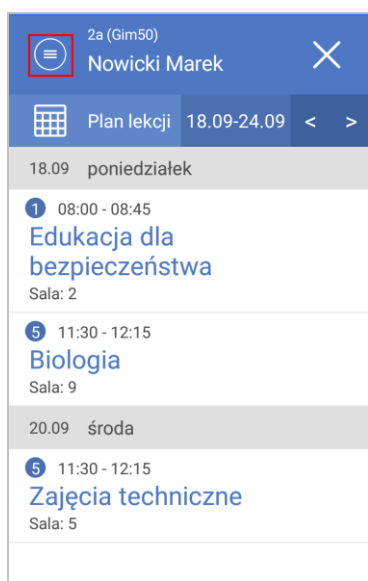 2a (Gim50)
Nowicki Marek
Plan lekcji 18.09-24.09 < >
18.09 poniedziałek
1 08:00 - 08:45
Edukacja dla
bezpieczeństwa
Sala: 2
5 11:30 - 12:15
Biologia
Sala: 9
20.09 środa
5 11:30 - 12:15
Zajęcia techniczne
Sala: 5